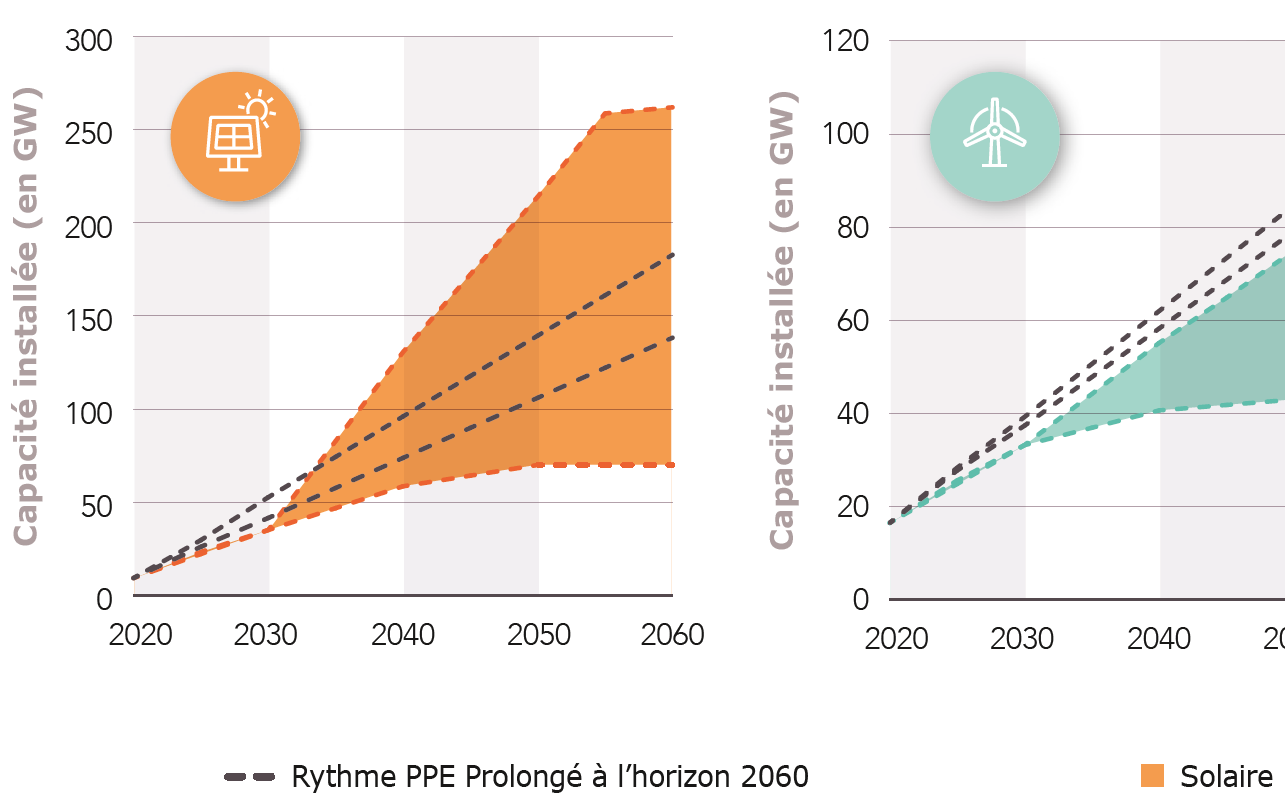 300
250
200
150
100
50
0
Capacité installée (en GW)
2020 2030 2040 2050 2060
120
100
80
60
40
20
0
Capacité installée (en GW)
2020 2030 2040
Rythme PPE Prolongé à l’horizon 2060
Solaire